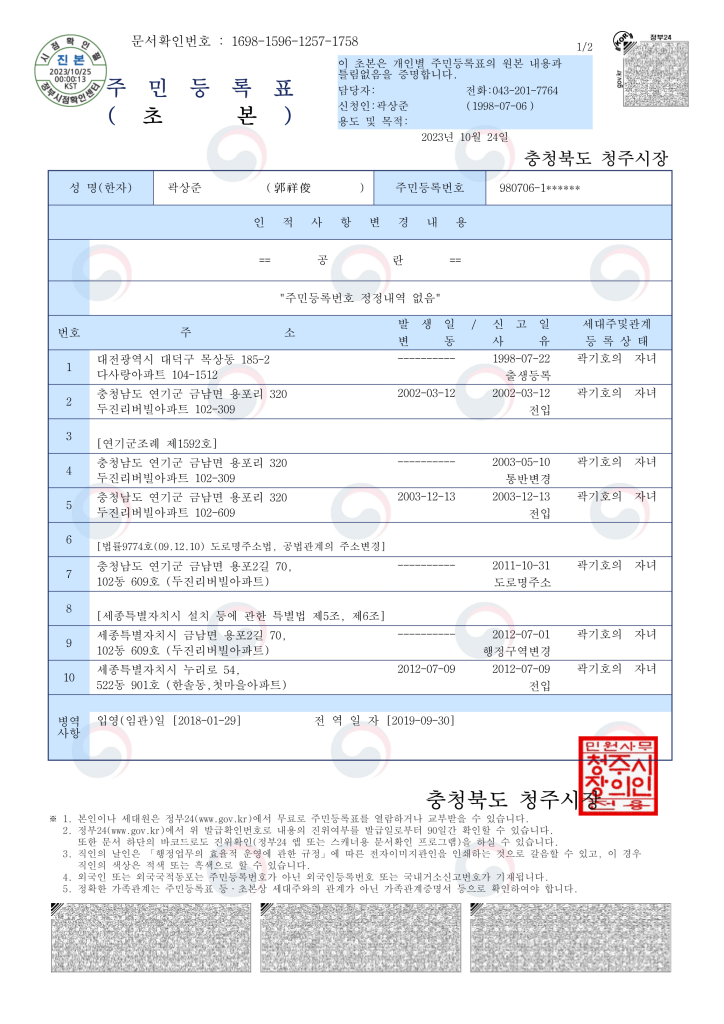 문서확인번호 : 1698-1596-1257-1758
1/2
시점확인필
진 본
2023/10/25
00:00:13
KST
정부시점확인센터
정부24
gov.kr
주 민 등 록 표
( 초 본 )
이 초본은 개인별 주민등록표의 원본 내용과
틀림없음을 증명합니다.
담당자: 전화:043-201-7764
신청인:곽상준 (1998-07-06 )
용도 및 목적:
2023년 10월 24일
충청북도 청주시장
성 명(한자) 곽상준 (郭祥俊 ) 주민등록번호 980706-1******
인 적 사 항 변 경 내 용
== 공 란 ==
"주민등록번호 정정내역 없음"
번호 주 소 발 생 일 / 신 고 일 세대주및관계
변 동 사 유 등 록 상 태
1 대전광역시 대덕구 목상동 185-2 ---------- 1998-07-22 곽기호의 자녀
다사랑아파트 104-1512 출생등록
2 충청남도 연기군 금남면 용포리 320 2002-03-12 2002-03-12 곽기호의 자녀
두진리버빌아파트 102-309 전입
3 [연기군조례 제1592호]
4 충청남도 연기군 금남면 용포리 320 ---------- 2003-05-10 곽기호의 자녀
두진리버빌아파트 102-309 통반변경
5 충청남도 연기군 금남면 용포리 320 2003-12-13 2003-12-13 곽기호의 자녀
두진리버빌아파트 102-609 전입
6 [법률9774호(09.12.10) 도로명주소법, 공법관계의 주소변경]
7 충청남도 연기군 금남면 용포2길 70, ---------- 2011-10-31 곽기호의 자녀
102동 609호 (두진리버빌아파트) 도로명주소
8 [세종특별자치시 설치 등에 관한 특별법 제5조, 제6조]
9 세종특별자치시 금남면 용포2길 70, ---------- 2012-07-01 곽기호의 자녀
102동 609호 (두진리버빌아파트) 행정구역변경
10 세종특별자치시 누리로 54, 2012-07-09 2012-07-09 곽기호의 자녀
522동 901호 (한솔동,첫마을아파트) 전입
병역 입영(임관)일 [2018-01-29] 전 역 일 자 [2019-09-30]
사항
충청북도 청주시장
민원사무
청주시
장의인
전용
※ 1. 본인이나 세대원은 정부24(www.gov.kr)에서 무료로 주민등록표를 열람하거나 교부받을 수 있습니다.
2. 정부24(www.gov.kr)에서 위 발급확인번호로 내용의 진위여부를 발급일로부터 90일간 확인할 수 있습니다.
또한 문서 하단의 바코드로도 진위확인(정부24 앱 또는 스캐너용 문서확인 프로그램)을 하실 수 있습니다.
3. 직인의 날인은 「행정업무의 효율적 운영에 관한 규정」에 따른 전자이미지관인을 인쇄하는 것으로 갈음할 수 있고, 이 경우
직인의 색상은 적색 또는 흑색으로 할 수 있습니다.
4. 외국인 또는 외국국적동포는 주민등록번호가 아닌 외국인등록번호 또는 국내거소신고번호가 기재됩니다.
5. 정확한 가족관계는 주민등록표 등·초본상 세대주와의 관계가 아닌 가족관계증명서 등으로 확인하여야 합니다.